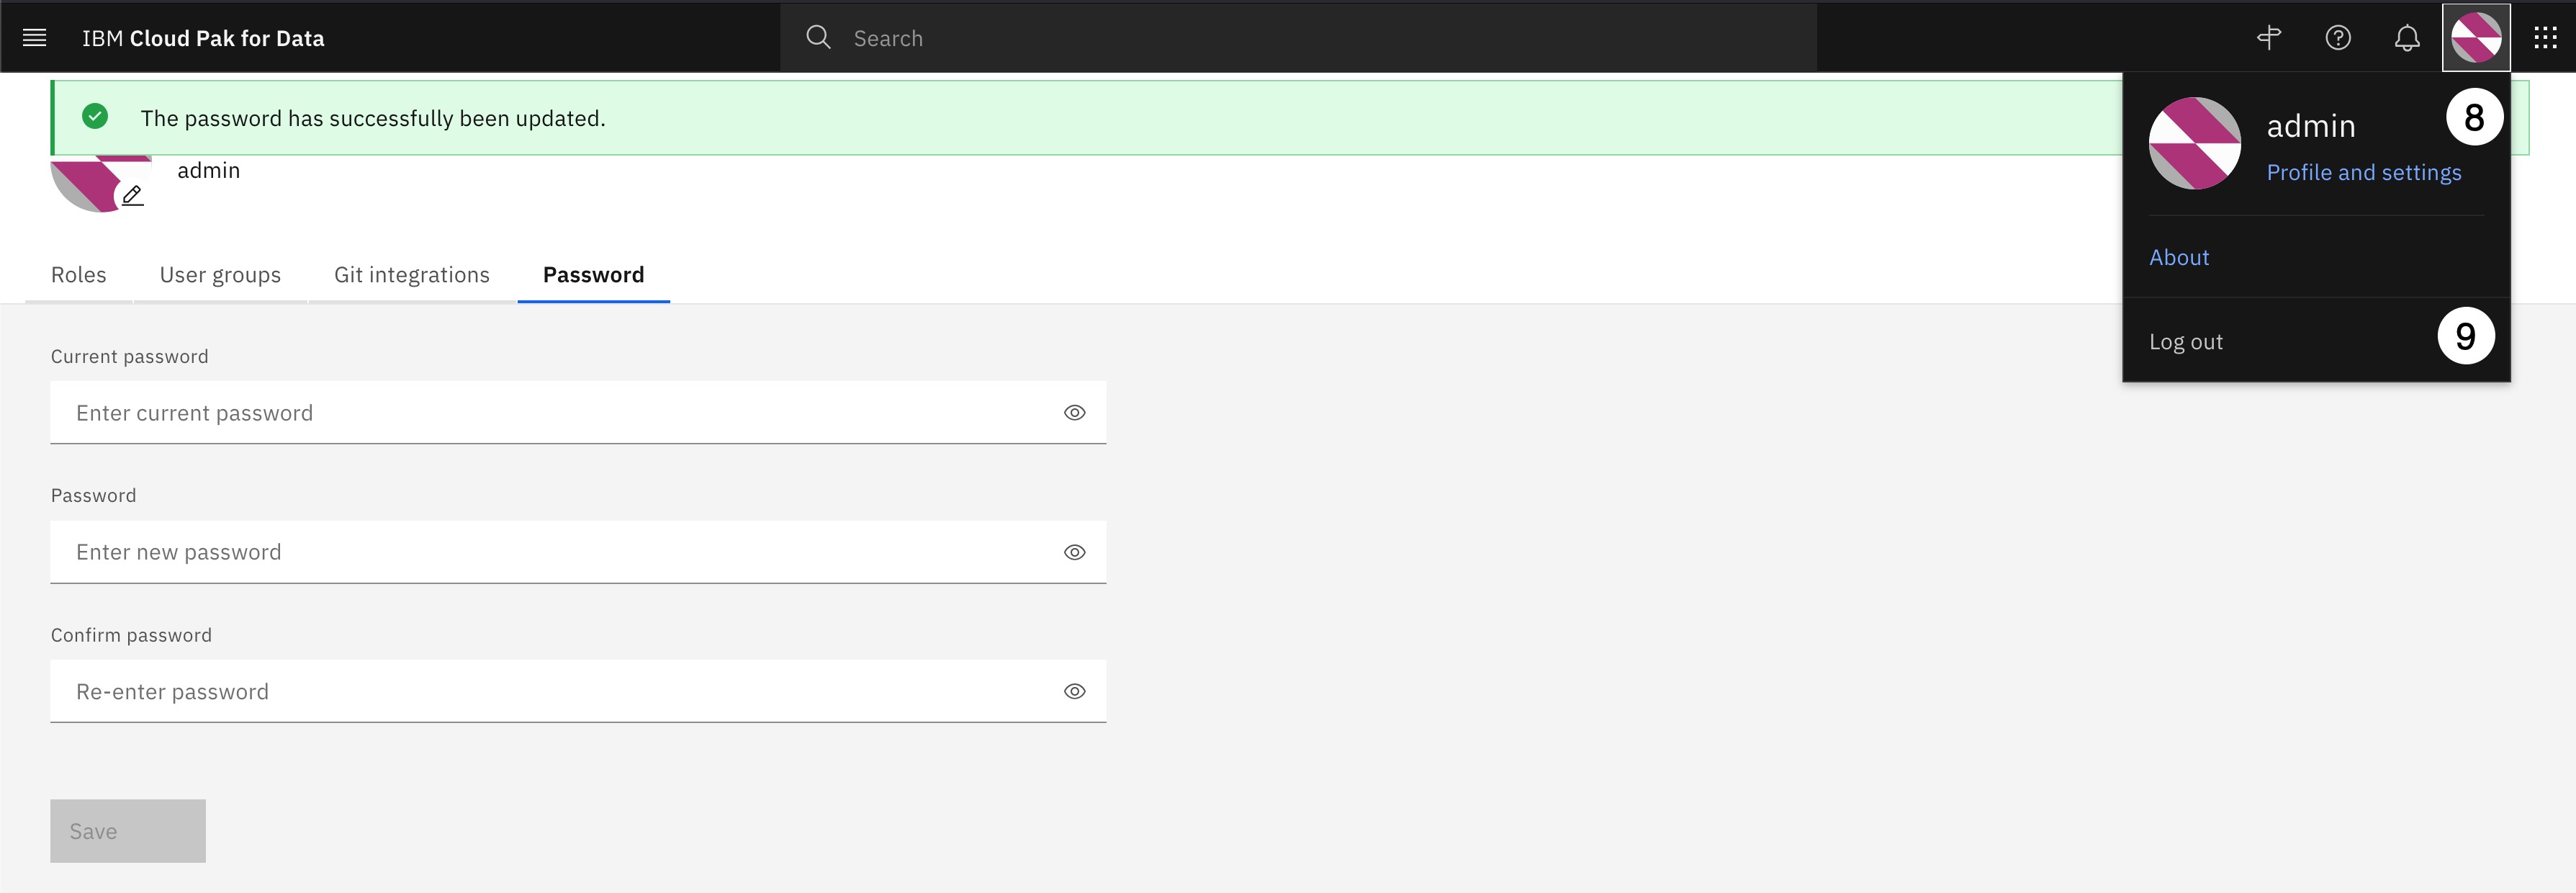 IBM Cloud Pak for Data
Search
The password has successfully been updated.
admin
8
Profile and settings
admin
About
Roles
User groups
Git integrations
Password
Log out
9
Current password
Enter current password
Password
Enter new password
Confirm password
Re-enter password
Save